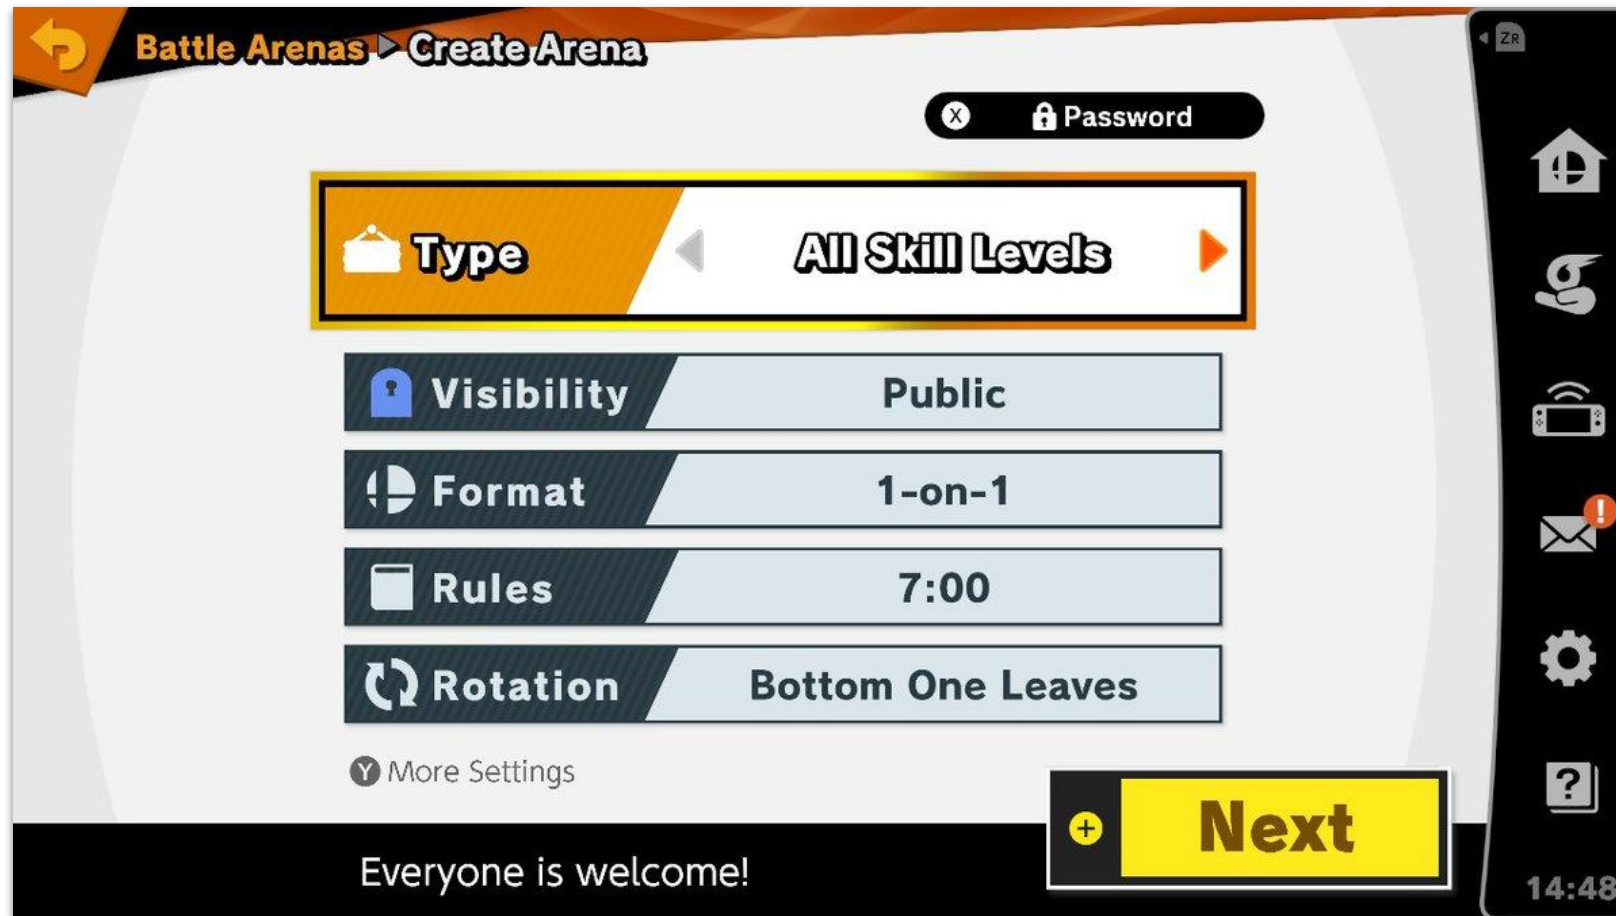 Battle Arenas ▶ Create Arena
ZR
X Password
Type All Skill Levels
Visibility Public
Format 1-on-1
Rules 7:00
Rotation Bottom One Leaves
Y More Settings
+ Next
Everyone is welcome!
14:48